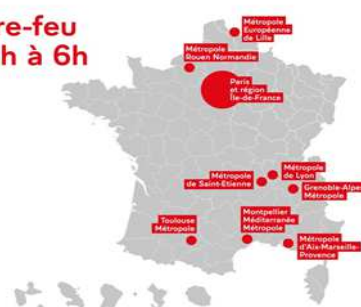 re-feu
h à 6h
Métropole
Européenne
de Lille
Métropole
Rouen Normandie
Paris
et région
Île-de-France
Métropole
de Lyon
Métropole
de Saint-Etienne
Grenoble-Alpes
Métropole
Montpellier
Méditerranée
Métropole
Toulouse
Métropole
Métropole
d'Aix-Marseille-
Provence